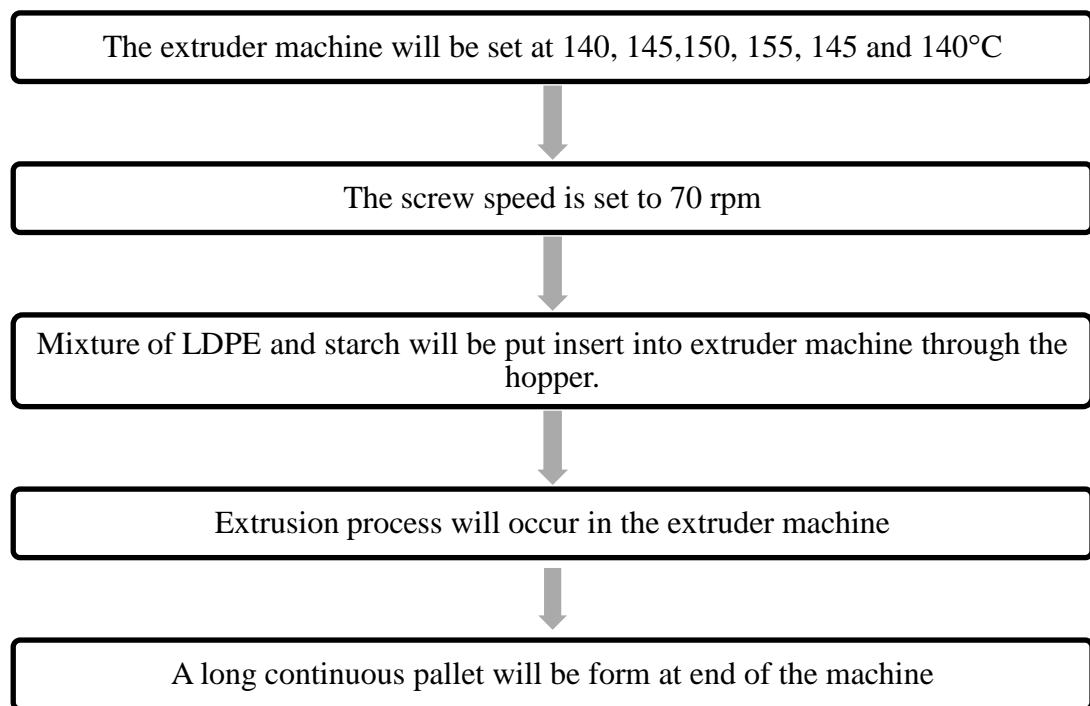 The extruder machine will be set at 140, 145,150, 155, 145 and 140°C
The screw speed is set to 70 rpm
Mixture of LDPE and starch will be put insert into extruder machine through the
hopper.
Extrusion process will occur in the extruder machine
A long continuous pallet will be form at end of the machine